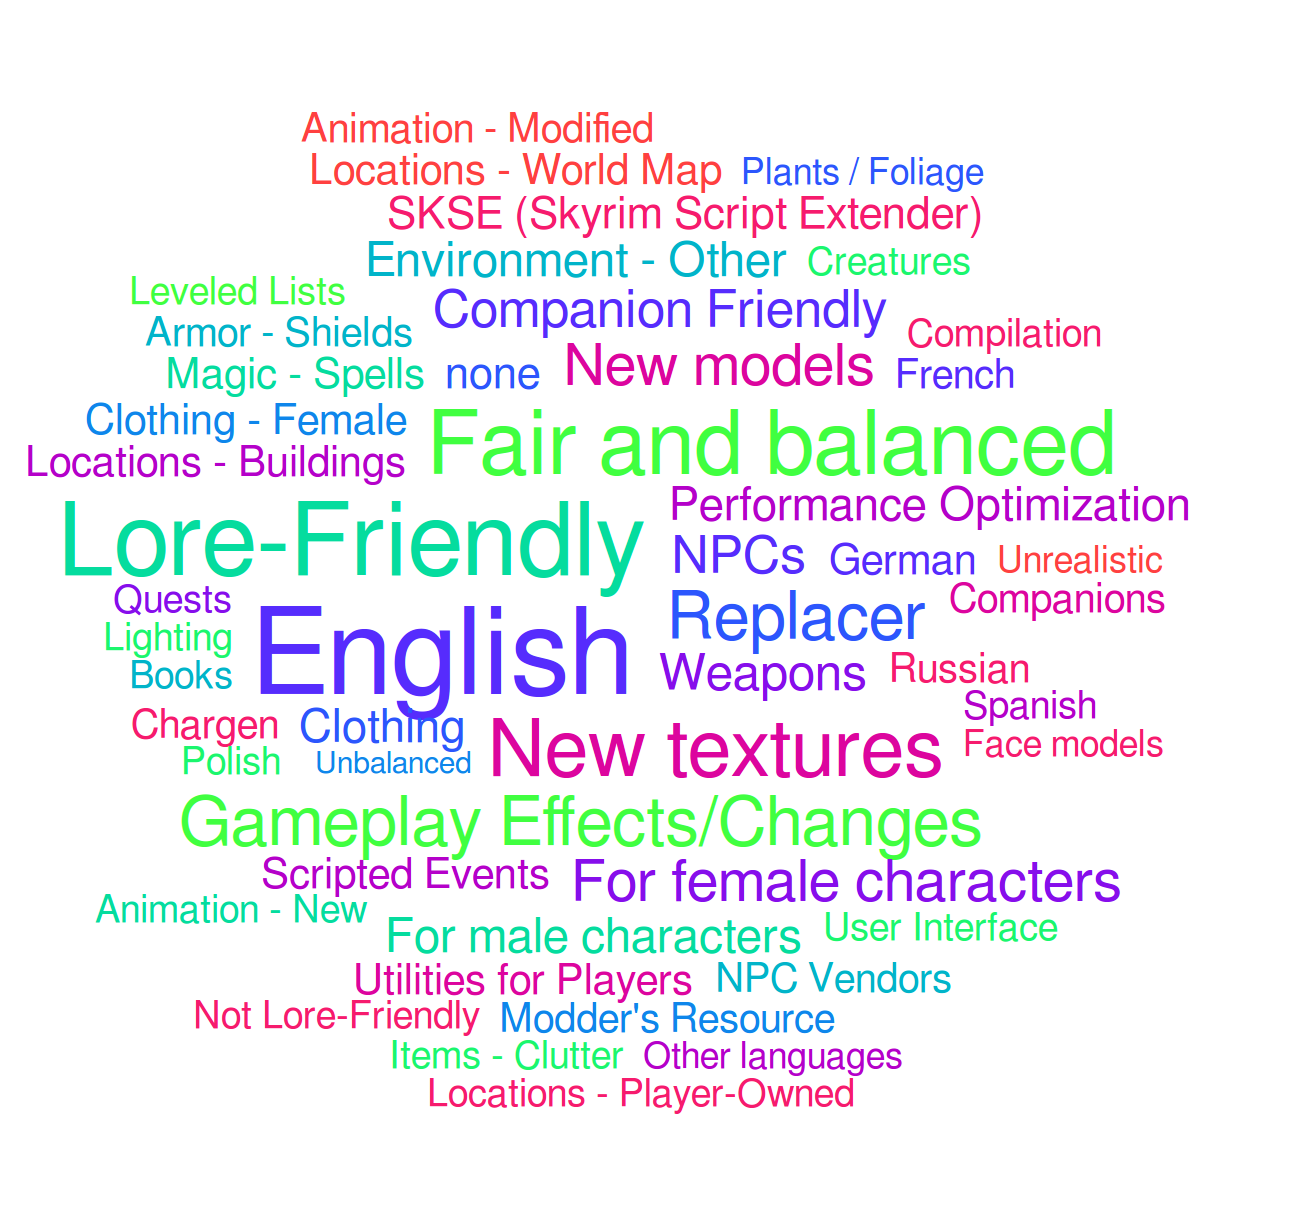 Animation - Modified
Locations - World Map
Plants / Foliage
SKSE (Skyrim Script Extender)
Environment - Other
Creatures
Leveled Lists
Companion Friendly
Armor - Shields
Compilation
Magic - Spells
none
New models
French
Clothing - Female
Fair and balanced
Locations - Buildings
Performance Optimization
Lore-Friendly
NPCs
German
Unrealistic
Quests
Replacer
Companions
Lighting
English
Books
Weapons
Russian
Spanish
Chargen
Clothing
New textures
Face models
Polish
Unbalanced
Gameplay Effects/Changes
Scripted Events
For female characters
Animation - New
For male characters
User Interface
Utilities for Players
NPC Vendors
Not Lore-Friendly
Modder's Resource
Items - Clutter
Other languages
Locations - Player-Owned